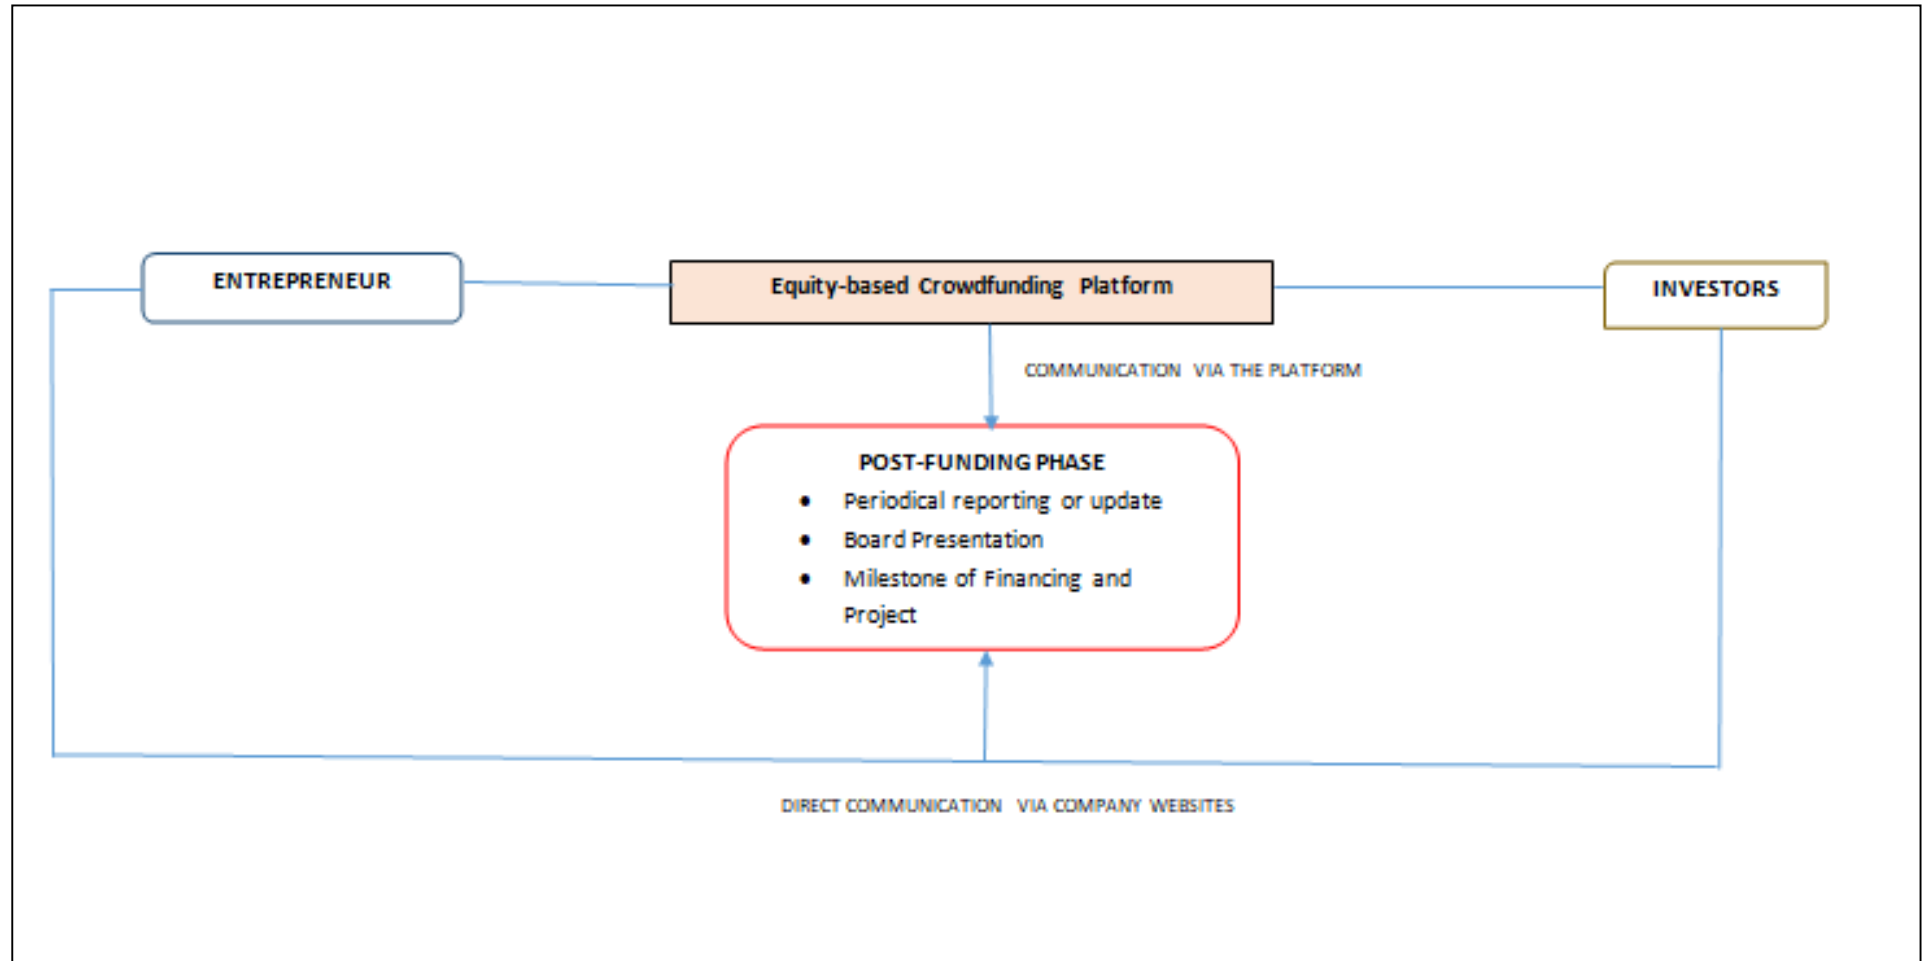 ENTREPRENEUR
Equity-based Crowdfunding Platform
INVESTORS
COMMUNICATION VIA THE PLATFORM
POST-FUNDING PHASE
• Periodical reporting or update
• Board Presentation
• Milestone of Financing and
Project
DIRECT COMMUNICATION VIA COMPANY WEBSITES